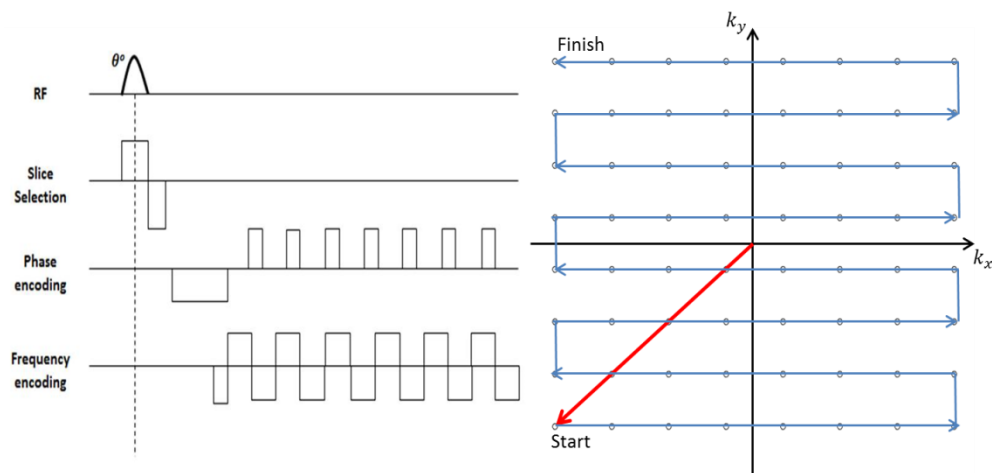 θ°
RF
Slice
Selection
Phase
encoding
Frequency
encoding
k_y
Finish
k_x
Start